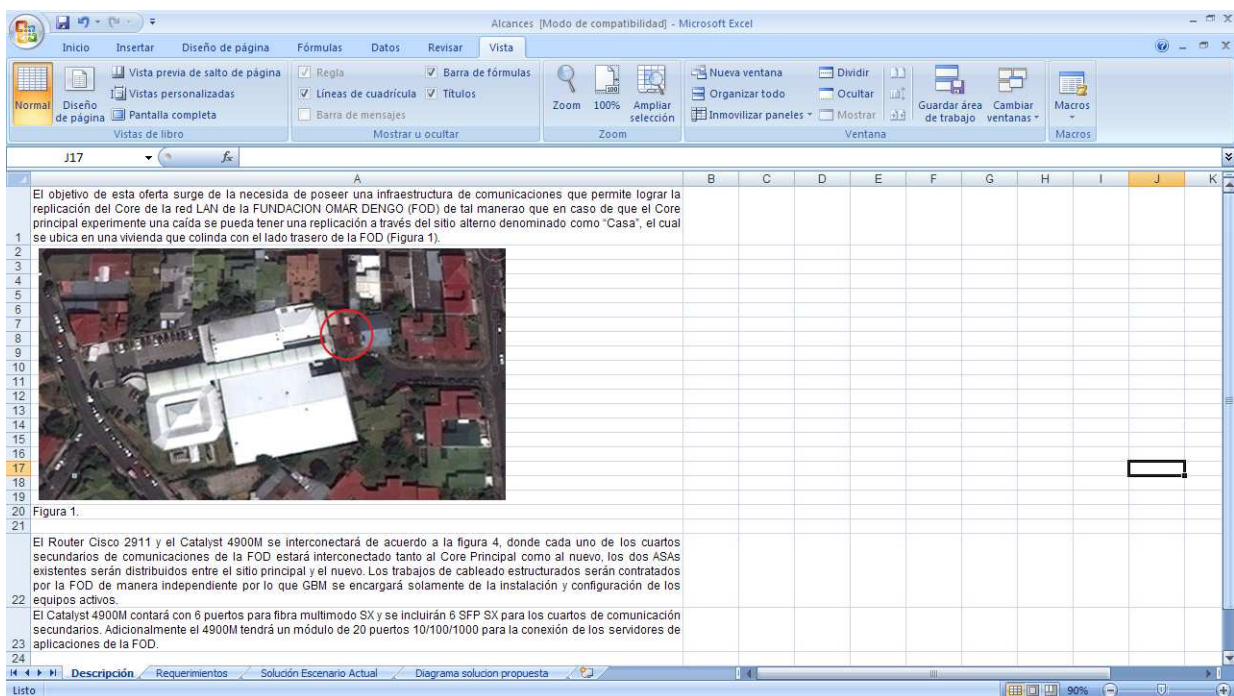 Alcances [Modo de compatibilidad] - Microsoft Excel
Inicio Insertar Diseño de página Fórmulas Datos Revisar Vista
Normal
Diseño de página
Vista previa de salto de página
Vistas personalizadas
Pantalla completa
Vistas de libro
Regla
Líneas de cuadrícula
Barra de mensajes
Barra de fórmulas
Títulos
Mostrar u ocultar
Zoom
100%
Ampliar selección
Zoom
Nueva ventana
Organizar todo
Inmovilizar paneles
Dividir
Ocultar
Mostrar
Guardar área de trabajo
Cambiar ventanas
Ventana
Macros
Macros
J17 fx
A B C D E F G H I J K
El objetivo de esta oferta surge de la necesida de poseer una infraestructura de comunicaciones que permite lograr la
replicación del Core de la red LAN de la FUNDACION OMAR DENGO (FOD) de tal manerao que en caso de que el Core
principal experimente una caída se pueda tener una replicación a través del sitio alterno denominado como "Casa", el cual
1 se ubica en una vivienda que colinda con el lado trasero de la FOD (Figura 1).
2
3
4
5
6
7
8
9
10
11
12
13
14
15
16
17
18
19
20 Figura 1.
21
El Router Cisco 2911 y el Catalyst 4900M se interconectará de acuerdo a la figura 4, donde cada uno de los cuartos
secundarios de comunicaciones de la FOD estará interconectado tanto al Core Principal como al nuevo, los dos ASAs
existentes serán distribuidos entre el sitio principal y el nuevo. Los trabajos de cableado estructurados serán contratados
por la FOD de manera independiente por lo que GBM se encargará solamente de la instalación y configuración de los
22 equipos activos.
El Catalyst 4900M contará con 6 puertos para fibra multimodo SX y se incluirán 6 SFP SX para los cuartos de comunicación
secundarios. Adicionalmente el 4900M tendrá un módulo de 20 puertos 10/100/1000 para la conexión de los servidores de
23 aplicaciones de la FOD.
24
Descripción Requerimientos Solución Escenario Actual Diagrama solucion propuesta
Listo 90%